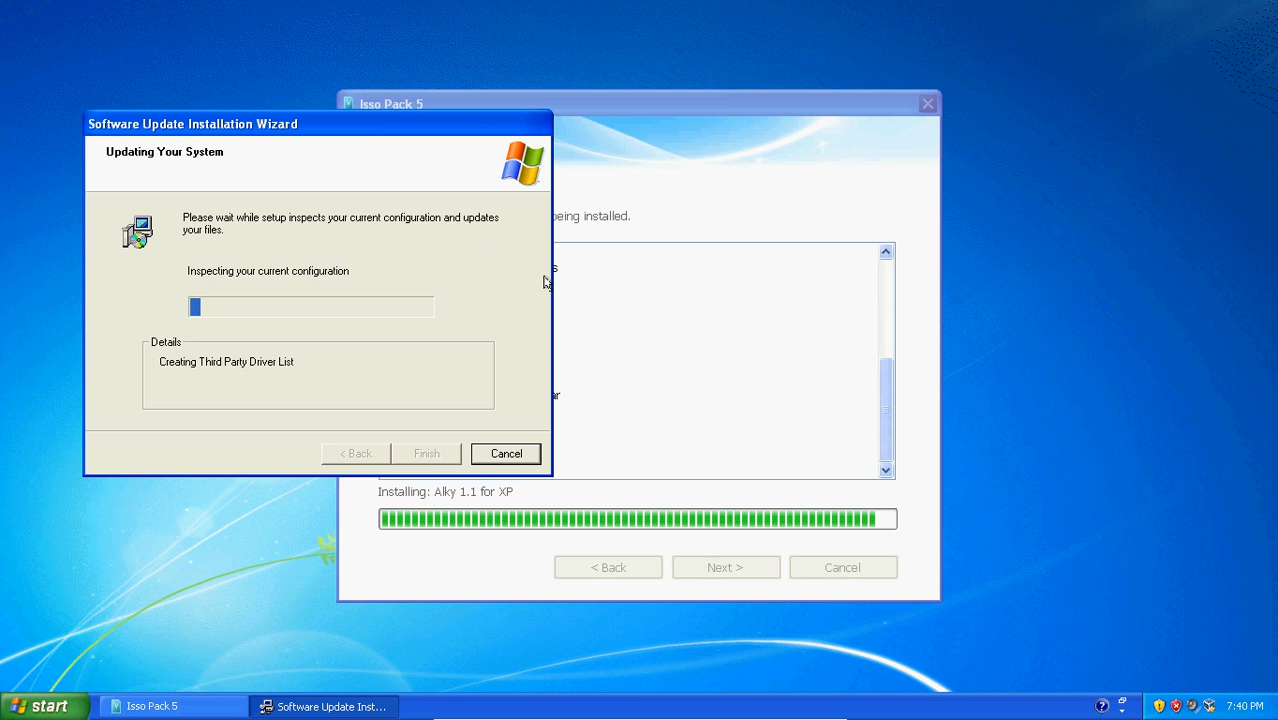 Isso Pack 5
Software Update Installation Wizard
Updating Your System
Please wait while setup inspects your current configuration and updates
your files.
Inspecting your current configuration
Details
Creating Third Party Driver List
< Back
Finish
Cancel
being installed.
s
ar
Installing: Alky 1.1 for XP
< Back
Next >
Cancel
start
Isso Pack 5
Software Update Inst...
7:40 PM